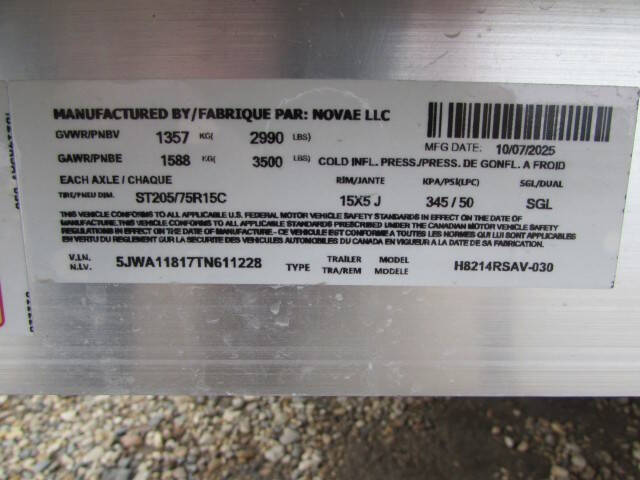 MANUFACTURED BY/FABRIQUE PAR: NOVAE LLC
GVWR/PNBV 1357 KG( 2990 LBS)
MFG DATE: 10/07/2025
GAWR/PNBE 1588 KG( 3500 LBS) COLD INFL. PRESS/PRESS. DE GONFL. A FROID
EACH AXLE / CHAQUE RIM/JANTE KPA/PSI(LPC) SGL/DUAL
TIRE/PNEU DIM. ST205/75R15C 15X5 J 345 / 50 SGL
THIS VEHICLE CONFORMS TO ALL APPLICABLE U.S. FEDERAL MOTOR VEHICLE SAFETY STANDARDS IN EFFECT ON THE DATE OF
MANUFACTURE SHOWN ABOVE. THIS VEHICLE CONFORMS TO ALL APPLICABLE STANDARDS PRESCRIBED UNDER THE CANADIAN MOTOR VEHICLE SAFETY
REGULATIONS IN EFFECT ON THE DATE OF MANUFACTURE / CE VEHICULE EST CONFORME A TOUTES LES NORMES QUI LUI SONT APPLICABLES
EN VERTU DU REGLEMENT SUR LA SECURITE DES VEHICULES AUTOMOBILES DU CANADA EN VIGUEUR A LA DATE DE SA FABRICATION.
V.I.N. N.I.V. 5JWA11817TN611228 TYPE TRAILER TRA/REM MODEL MODELE H8214RSAV-030